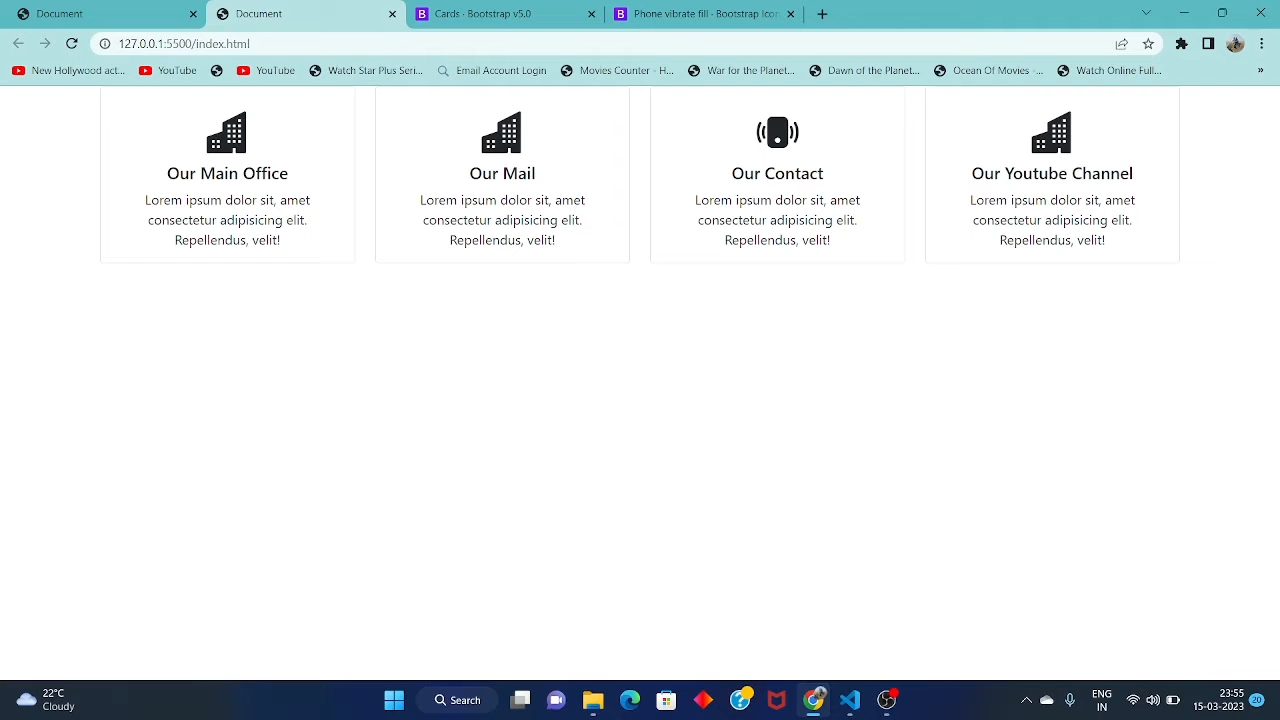 Document
Document
Cards · Bootstrap v5.0
Phone vibrate fill · Bootstrap Icon
127.0.0.1:5500/index.html
New Hollywood act...
YouTube
YouTube
Watch Star Plus Seri...
Email Account Login
Movies Counter - H...
War for the Planet...
Dawn of the Planet...
Ocean Of Movies -...
Watch Online Full...
Our Main Office
Lorem ipsum dolor sit, amet
consectetur adipisicing elit.
Repellendus, velit!
Our Mail
Lorem ipsum dolor sit, amet
consectetur adipisicing elit.
Repellendus, velit!
Our Contact
Lorem ipsum dolor sit, amet
consectetur adipisicing elit.
Repellendus, velit!
Our Youtube Channel
Lorem ipsum dolor sit, amet
consectetur adipisicing elit.
Repellendus, velit!
22°C
Cloudy
Search
ENG
IN
23:55
15-03-2023
20